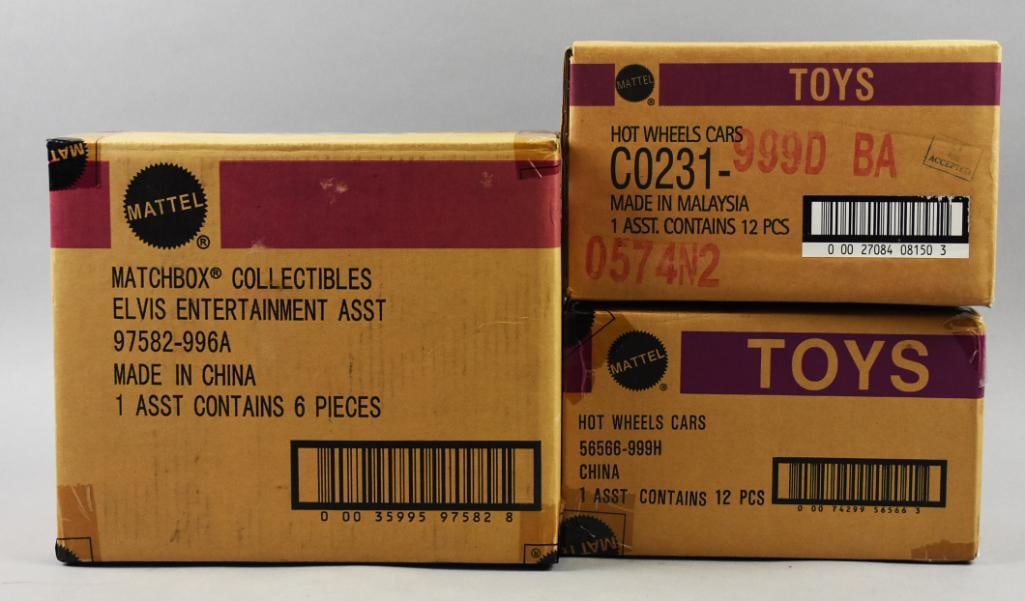 MATTEL
MATTEL
®
MATCHBOX® COLLECTIBLES
ELVIS ENTERTAINMENT ASST
97582-996A
MADE IN CHINA
1 ASST CONTAINS 6 PIECES
0 00 35995 97582 8
MATTEL
®
TOYS
HOT WHEELS CARS
C0231-999D BA
ACCEPTED
MADE IN MALAYSIA
1 ASST. CONTAINS 12 PCS
0574N2
0 00 27084 08150 3
MATTEL
®
TOYS
HOT WHEELS CARS
56566-999H
CHINA
1 ASST CONTAINS 12 PCS
0 00 74299 56566 3
MATT